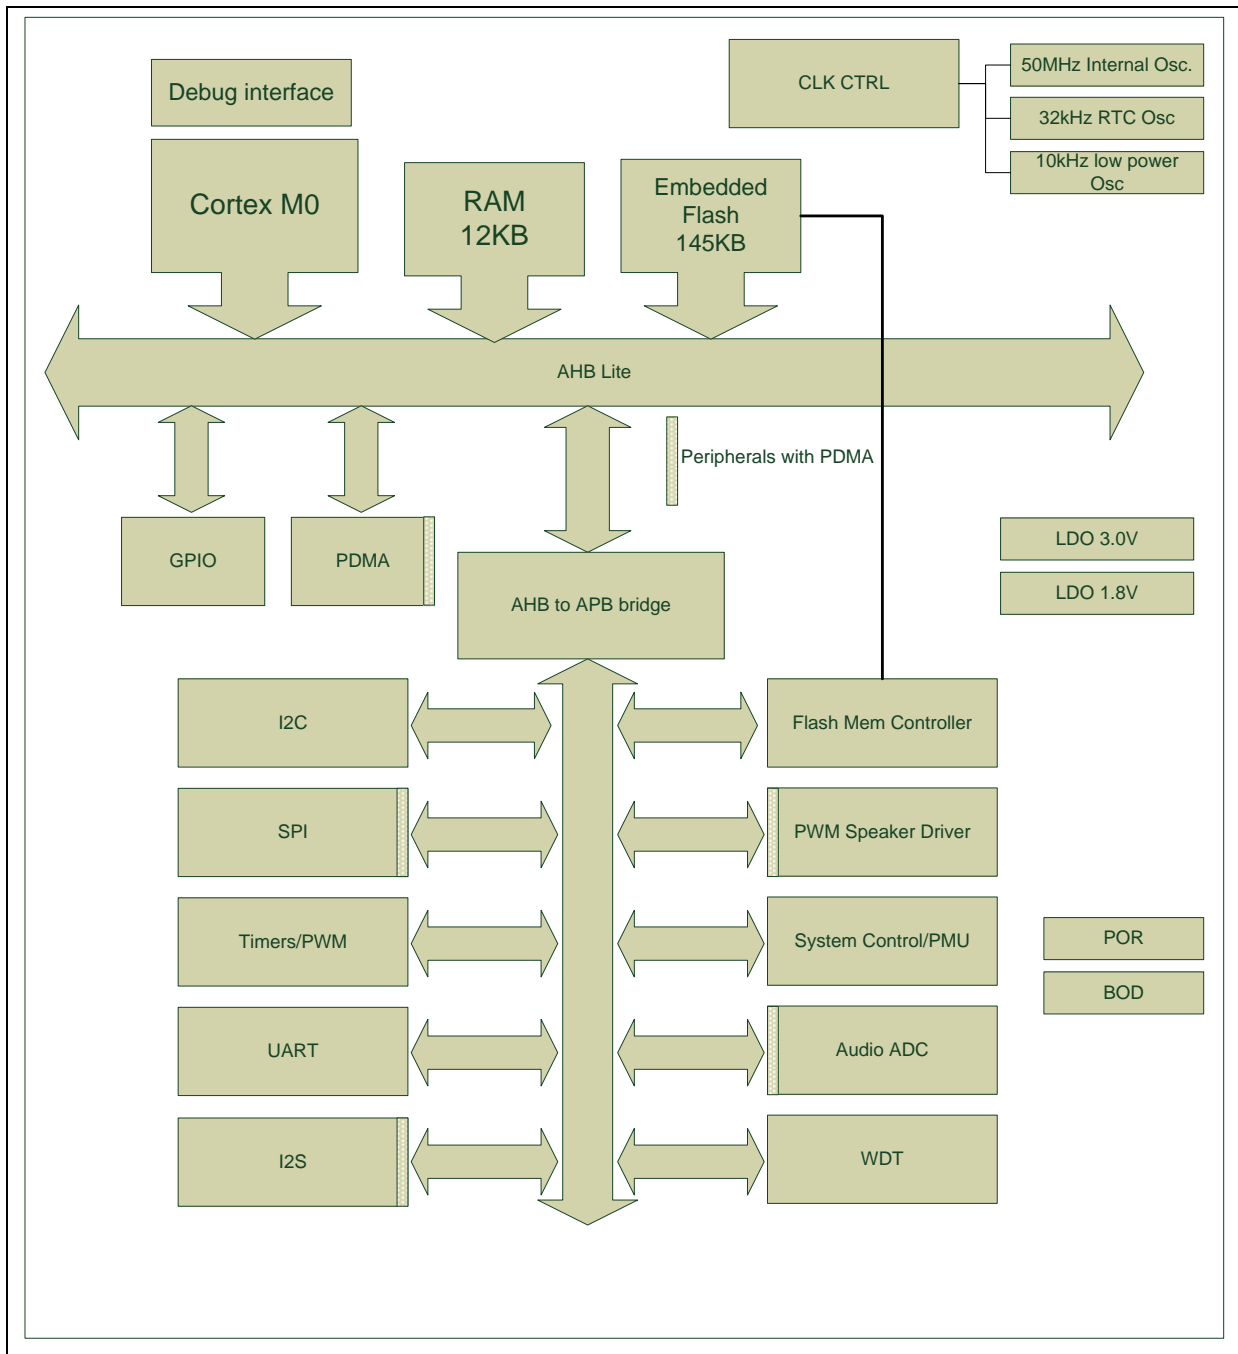 Debug interface
CLK CTRL
50MHz Internal Osc.
32kHz RTC Osc
10kHz low power
Osc
Cortex M0
RAM
12KB
Embedded
Flash
145KB
AHB Lite
Peripherals with PDMA
GPIO
PDMA
LDO 3.0V
LDO 1.8V
AHB to APB bridge
I2C
Flash Mem Controller
SPI
PWM Speaker Driver
Timers/PWM
System Control/PMU
POR
BOD
UART
Audio ADC
I2S
WDT